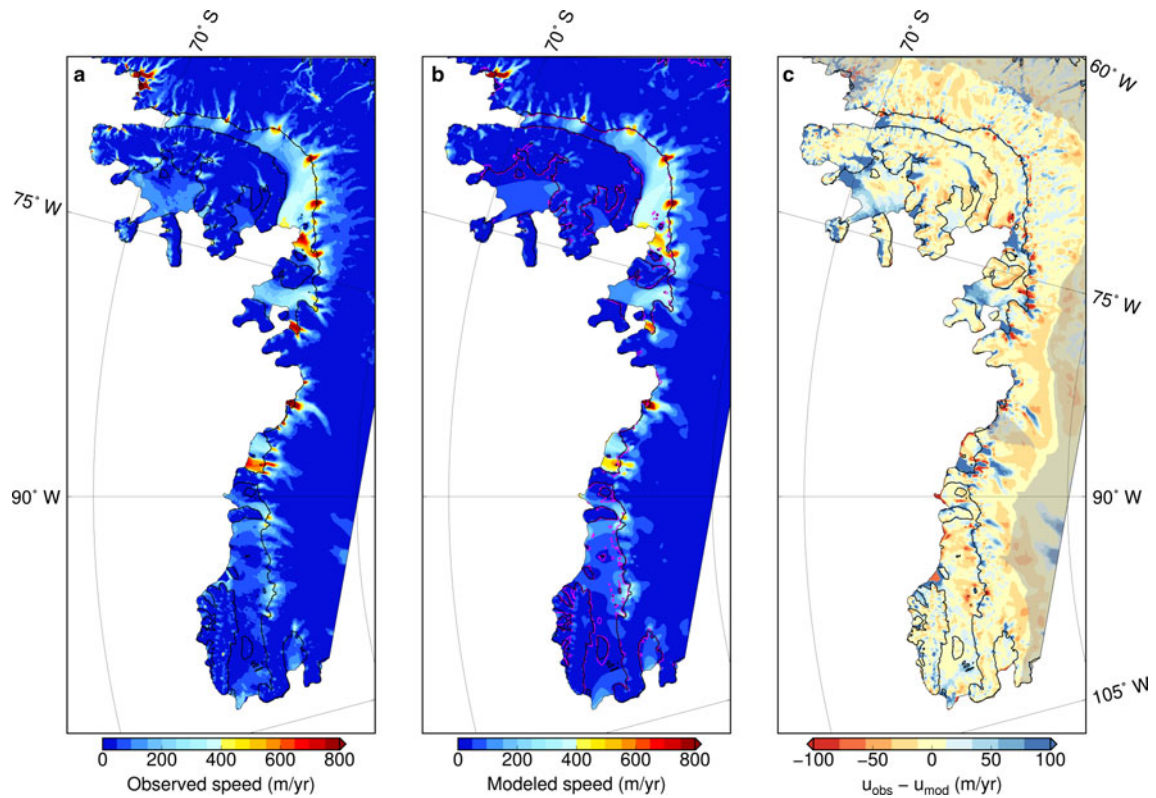 70° S
70° S
70° S
60° W
a
b
c
75° W
75° W
90° W
90° W
105° W
0 200 400 600 800
Observed speed (m/yr)
0 200 400 600 800
Modeled speed (m/yr)
−100 −50 0 50 100
u_obs − u_mod (m/yr)